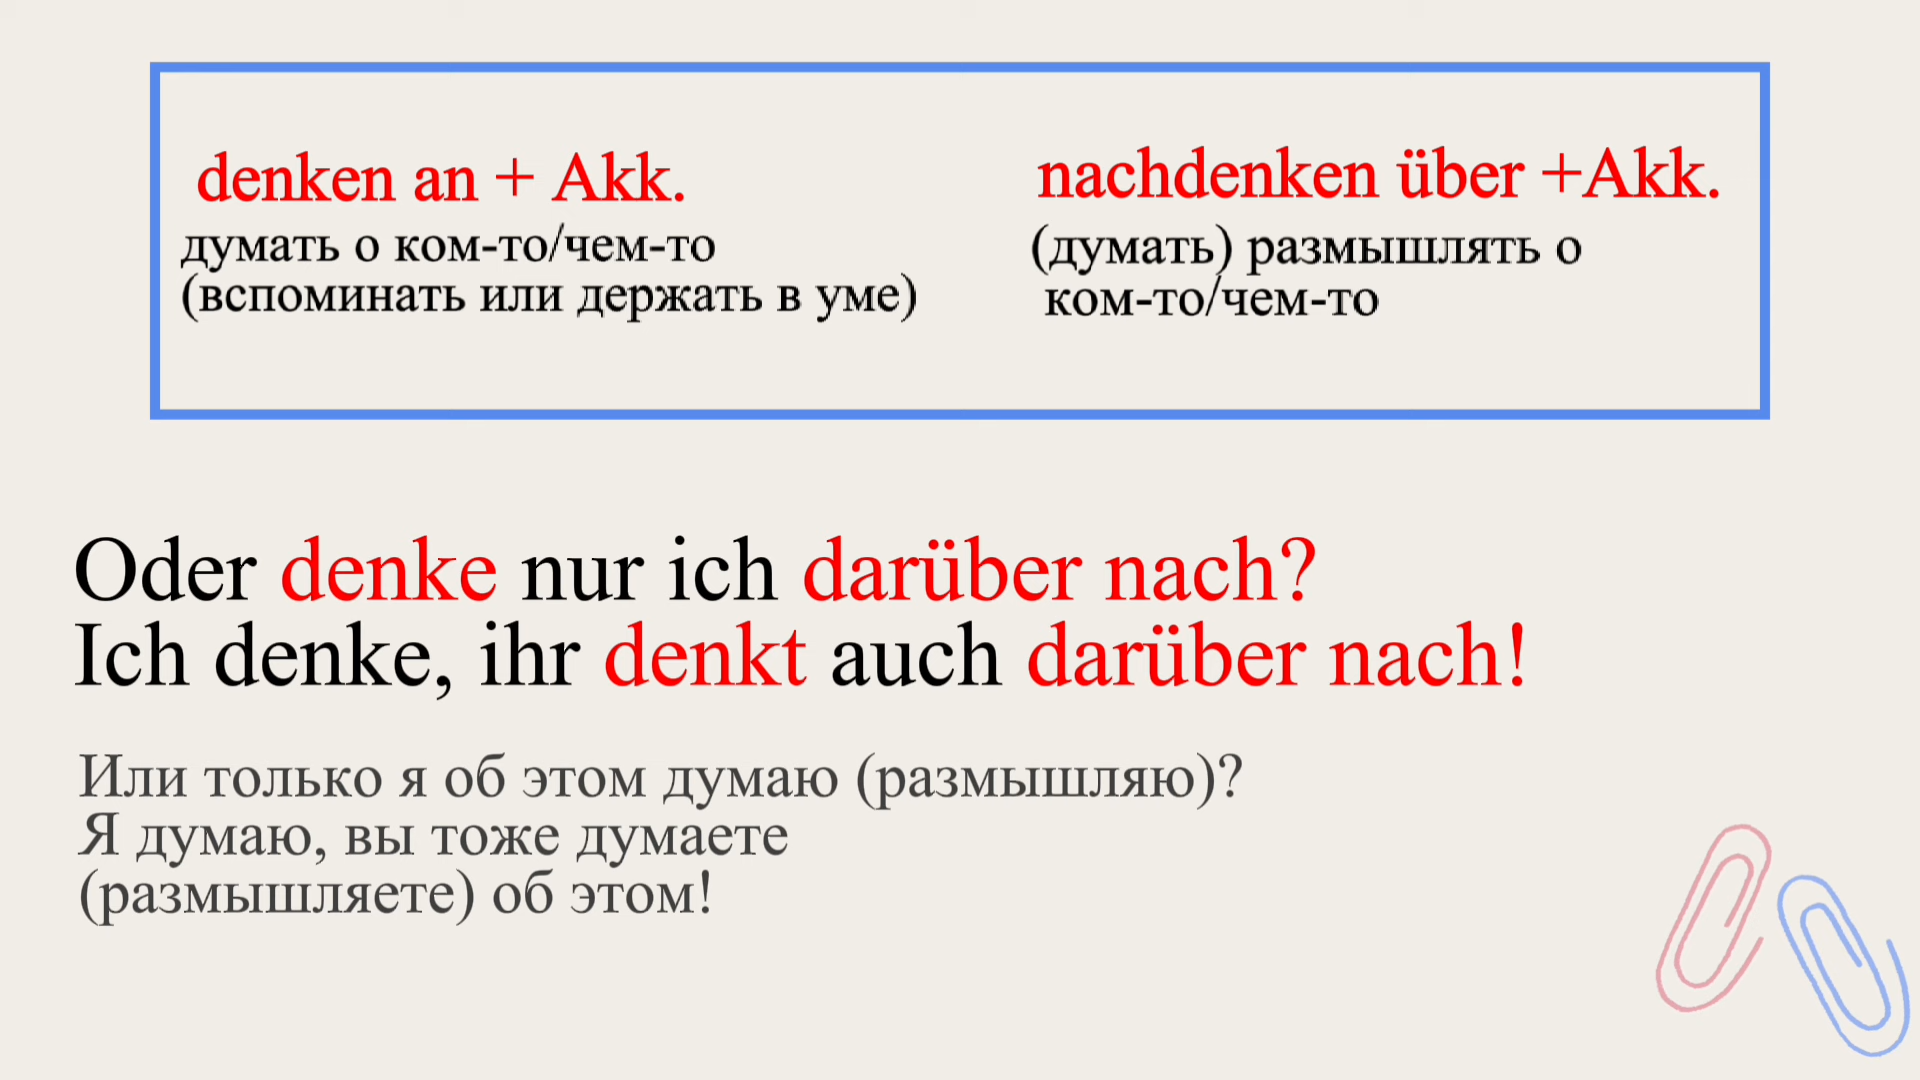 denken an + Akk.
думать о ком-то/чем-то
(вспоминать или держать в уме)
nachdenken über +Akk.
(думать) размышлять о
ком-то/чем-то
Oder denke nur ich darüber nach?
Ich denke, ihr denkt auch darüber nach!
Или только я об этом думаю (размышляю)?
Я думаю, вы тоже думаете
(размышляете) об этом!